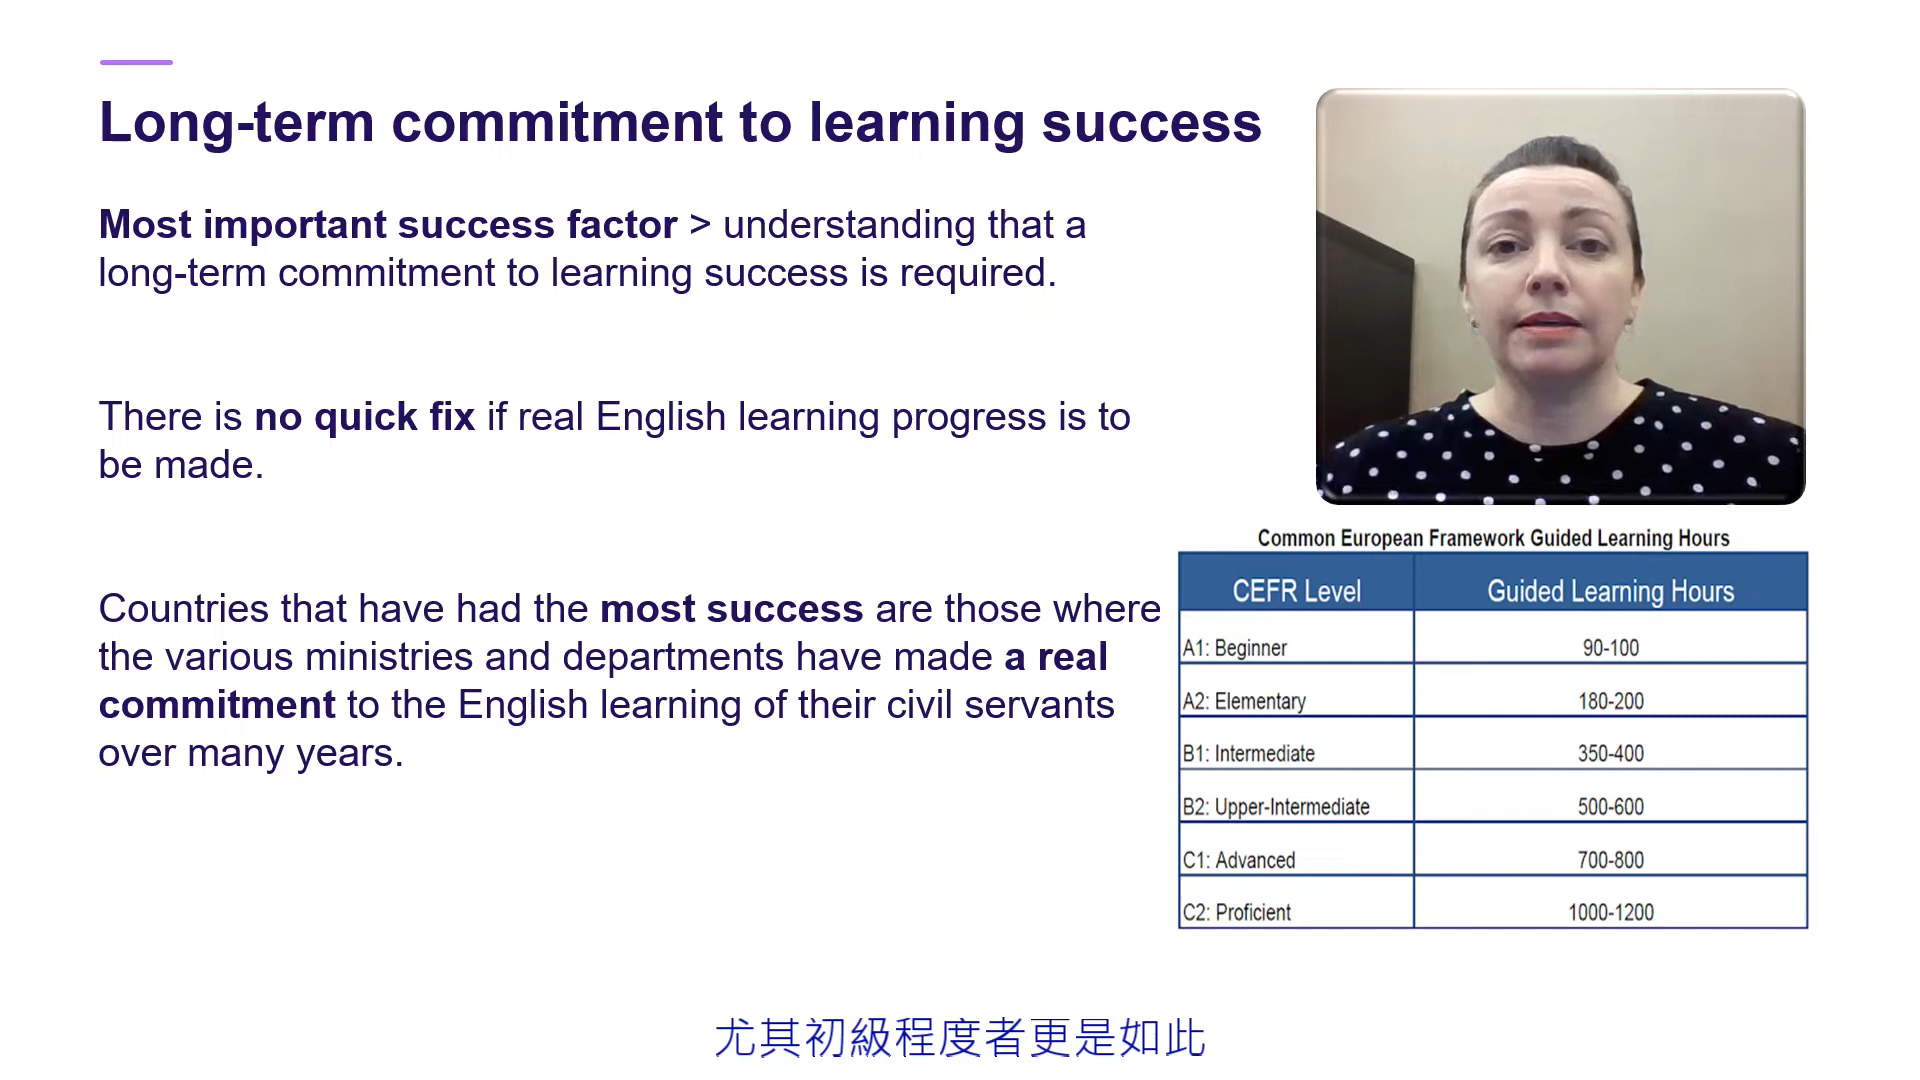 Long-term commitment to learning success
Most important success factor > understanding that a
long-term commitment to learning success is required.
There is no quick fix if real English learning progress is to
be made.
Countries that have had the most success are those where
the various ministries and departments have made a real
commitment to the English learning of their civil servants
over many years.
Common European Framework Guided Learning Hours
CEFR Level Guided Learning Hours
A1: Beginner 90-100
A2: Elementary 180-200
B1: Intermediate 350-400
B2: Upper-Intermediate 500-600
C1: Advanced 700-800
C2: Proficient 1000-1200
尤其初級程度者更是如此